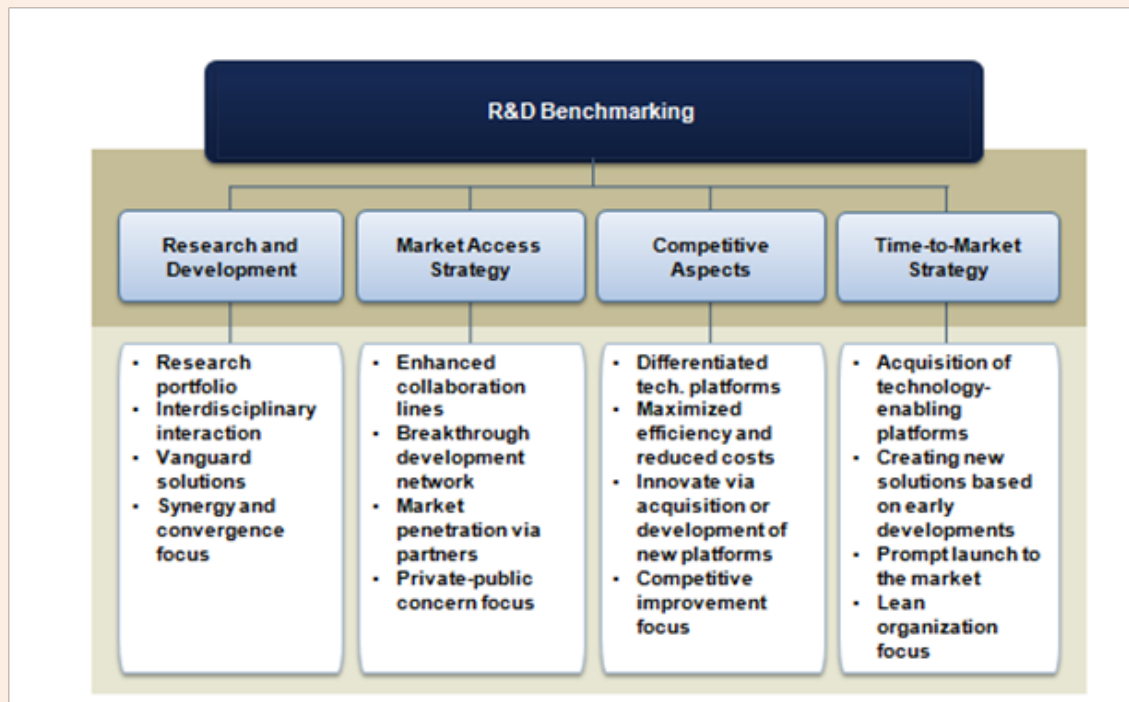 R&D Benchmarking
Research and
Development
Market Access
Strategy
Competitive
Aspects
Time-to-Market
Strategy
• Research
portfolio
• Interdisciplinary
interaction
• Vanguard
solutions
• Synergy and
convergence
focus
• Enhanced
collaboration
lines
• Breakthrough
development
network
• Market
penetration via
partners
• Private-public
concern focus
• Differentiated
tech. platforms
• Maximized
efficiency and
reduced costs
• Innovate via
acquisition or
development of
new platforms
• Competitive
improvement
focus
• Acquisition of
technology-
enabling
platforms
• Creating new
solutions based
on early
developments
• Prompt launch to
the market
• Lean
organization
focus